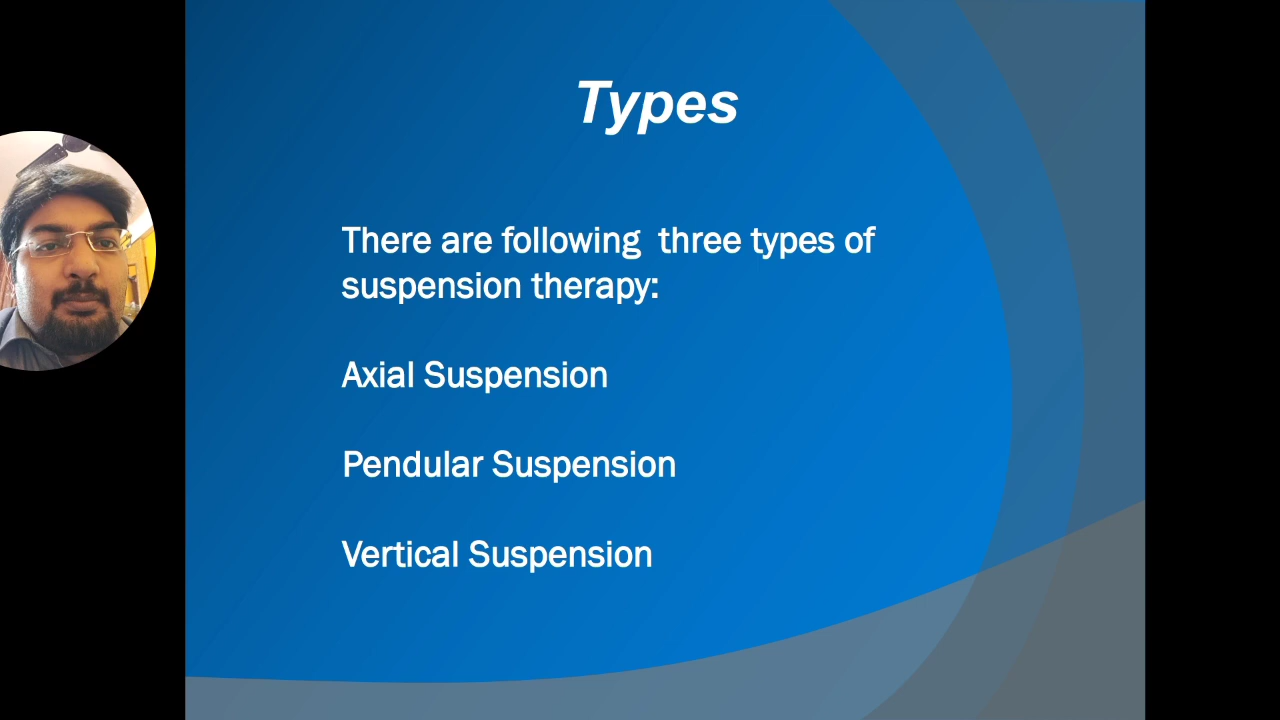 Types
There are following  three types of
suspension therapy:
Axial Suspension
Pendular Suspension
Vertical Suspension